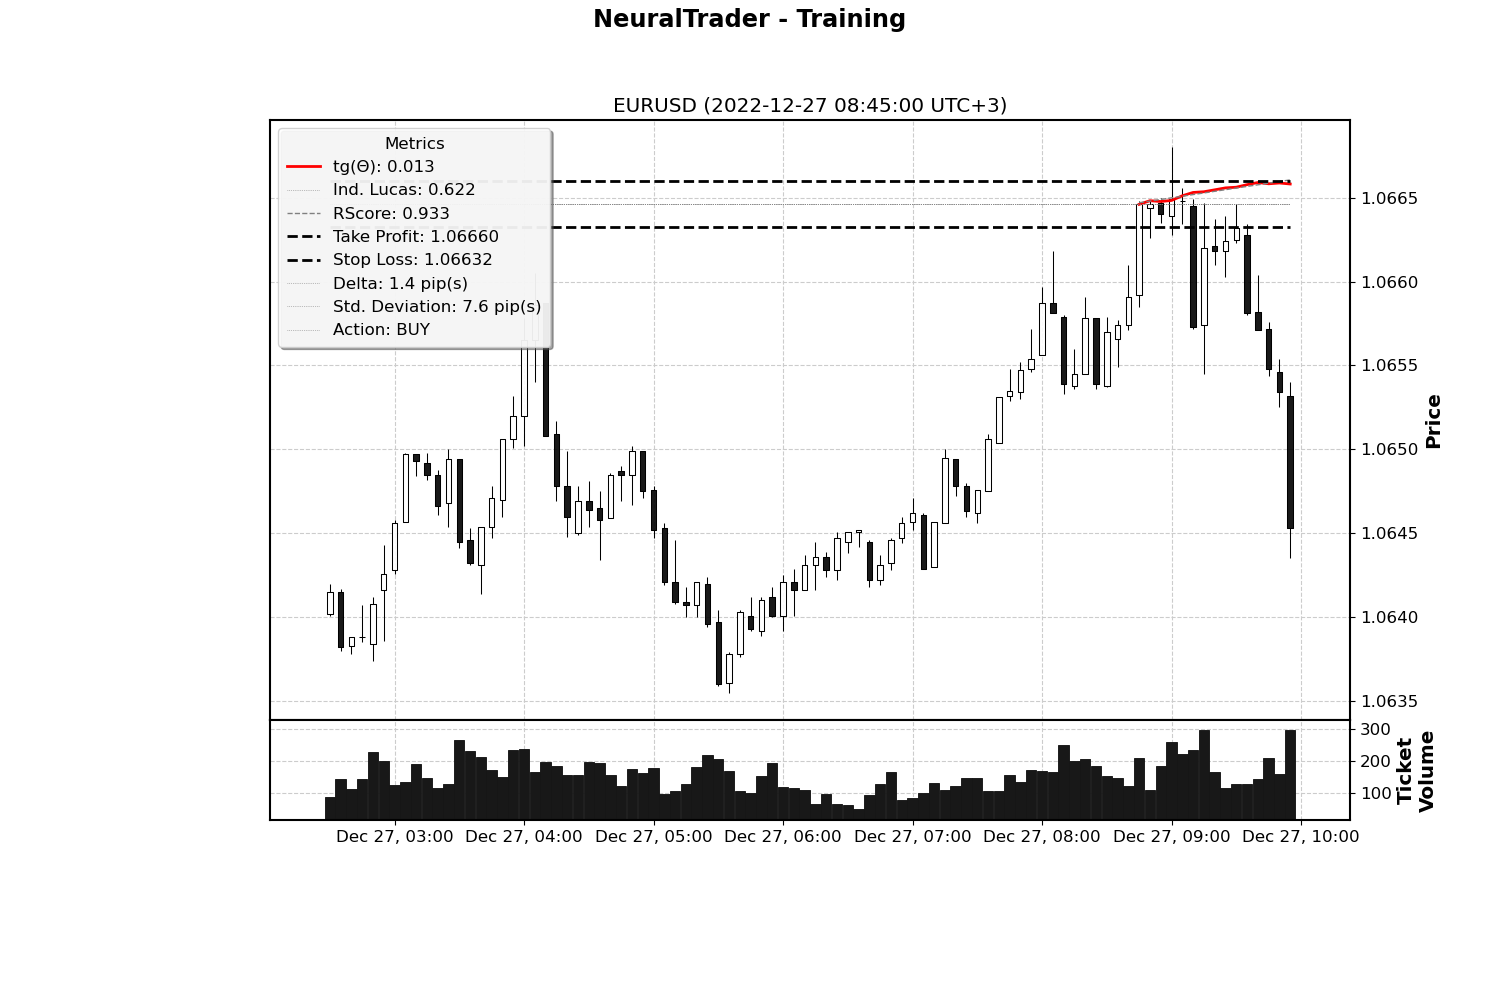 NeuralTrader - Training
EURUSD (2022-12-27 08:45:00 UTC+3)
Metrics
tg(Θ): 0.013
Ind. Lucas: 0.622
RScore: 0.933
Take Profit: 1.06660
Stop Loss: 1.06632
Delta: 1.4 pip(s)
Std. Deviation: 7.6 pip(s)
Action: BUY
1.0665
1.0660
1.0655
1.0650
1.0645
1.0640
1.0635
Price
300
200
100
Ticket
Volume
Dec 27, 03:00 Dec 27, 04:00 Dec 27, 05:00 Dec 27, 06:00 Dec 27, 07:00 Dec 27, 08:00 Dec 27, 09:00 Dec 27, 10:00